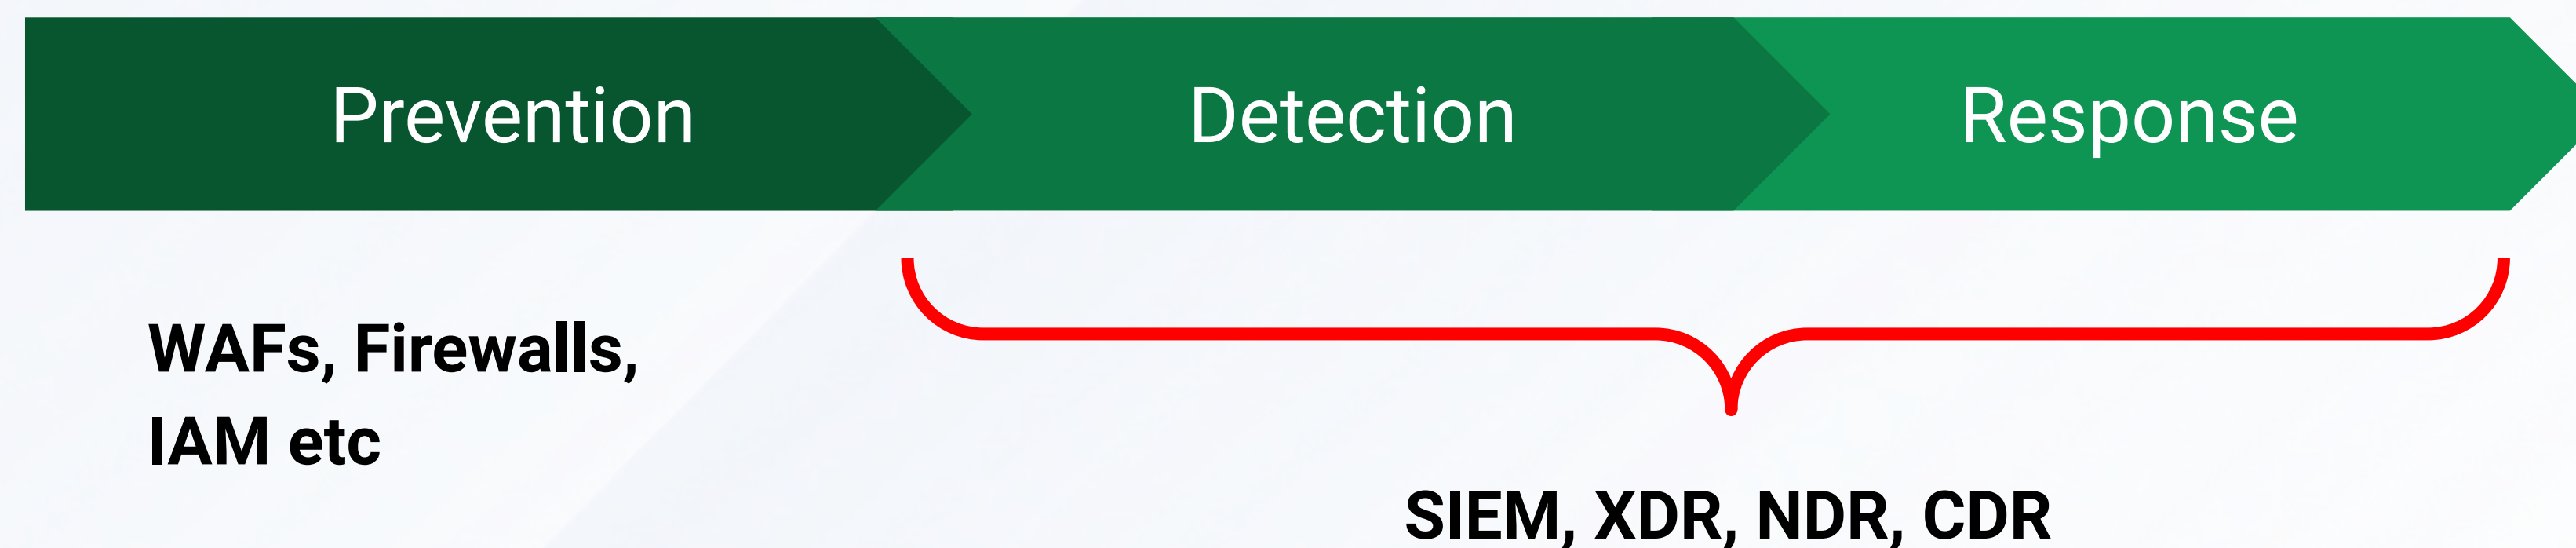 Prevention
Detection
Response
WAFs, Firewalls,
IAM etc
SIEM, XDR, NDR, CDR